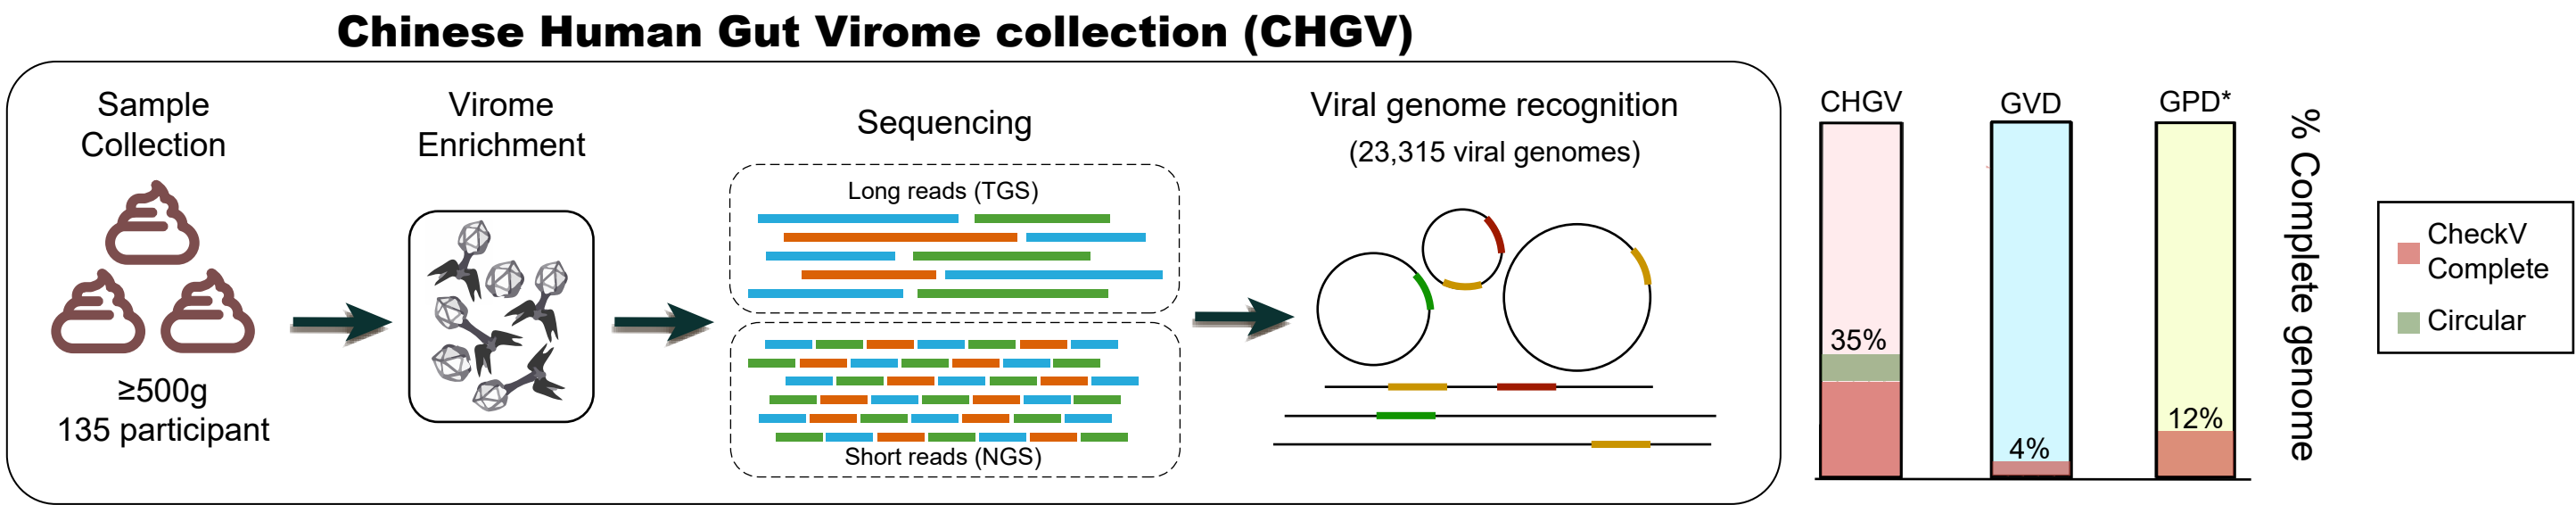 Chinese Human Gut Virome collection (CHGV)
Sample
Collection
≥500g
135 participant
Virome
Enrichment
Sequencing
Long reads (TGS)
Short reads (NGS)
Viral genome recognition
(23,315 viral genomes)
CHGV
35%
GVD
4%
GPD*
12%
% Complete genome
CheckV
Complete
Circular